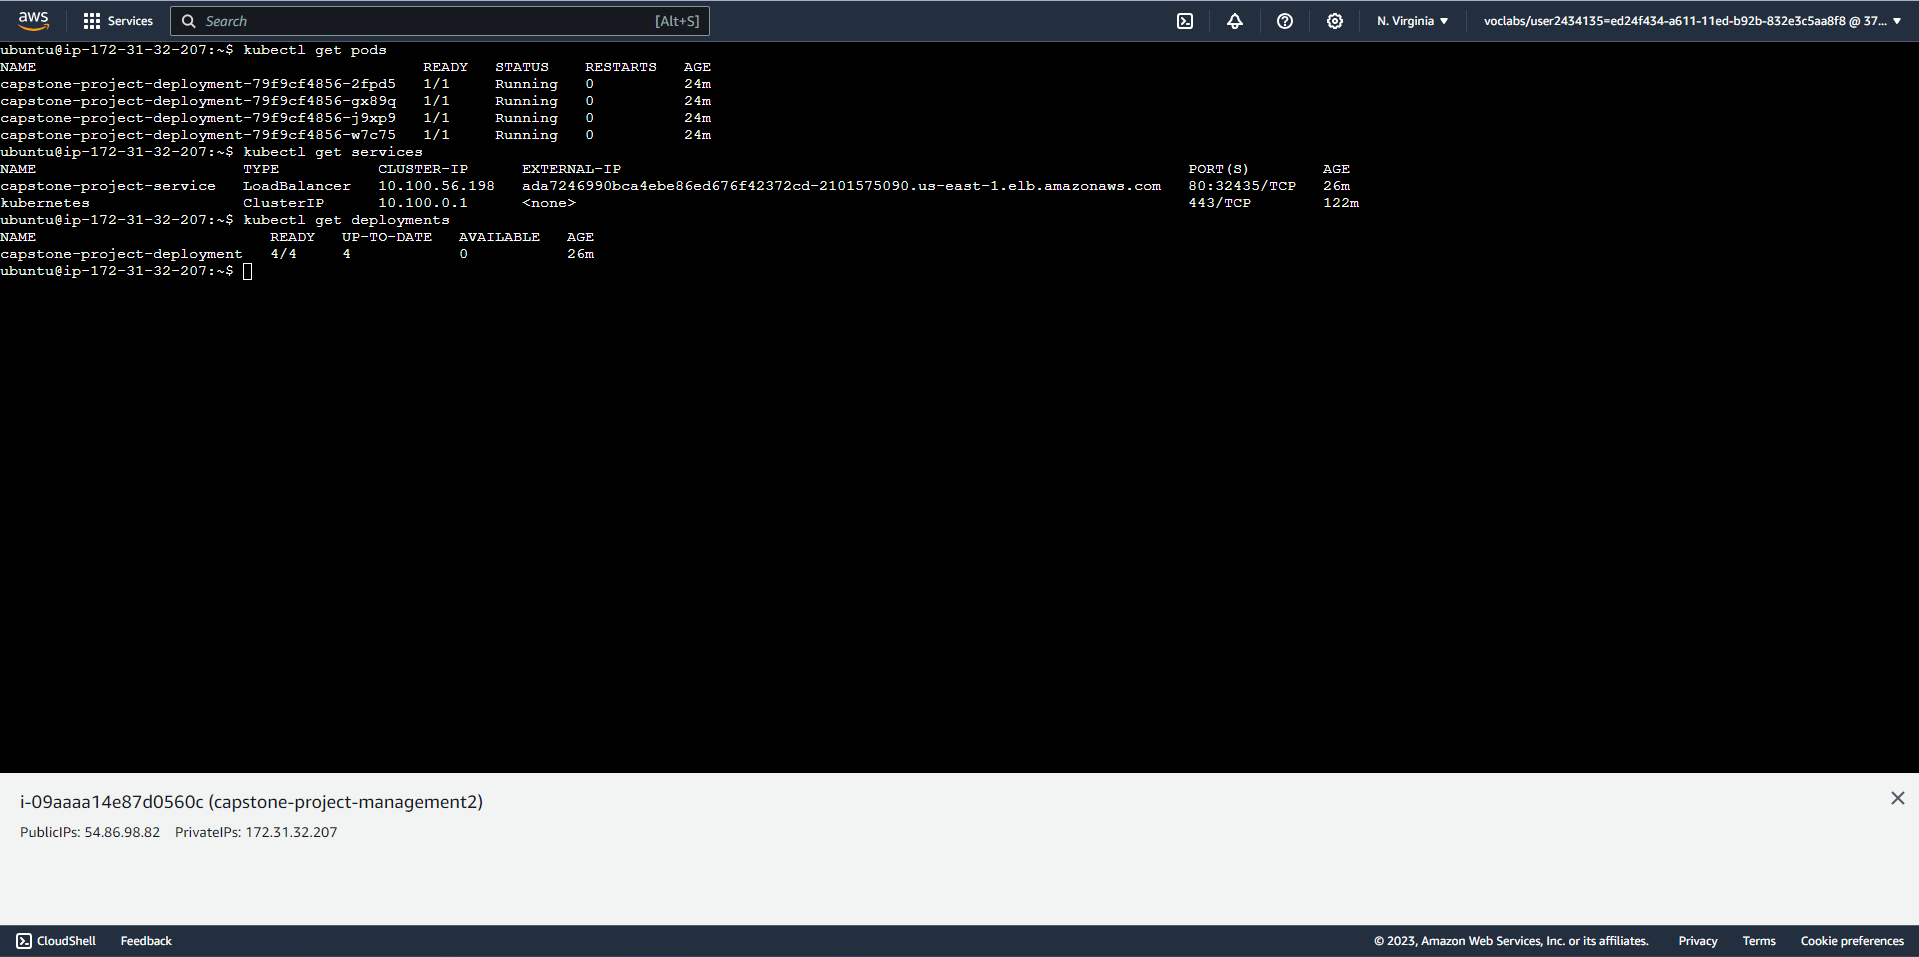 aws Services Search [Alt+S] N. Virginia voclabs/user2434135=ed24f434-a611-11ed-b92b-832e3c5aa8f8 @ 37...
ubuntu@ip-172-31-32-207:~$ kubectl get pods
NAME READY STATUS RESTARTS AGE
capstone-project-deployment-79f9cf4856-2fpd5 1/1 Running 0 24m
capstone-project-deployment-79f9cf4856-gx89q 1/1 Running 0 24m
capstone-project-deployment-79f9cf4856-j9xp9 1/1 Running 0 24m
capstone-project-deployment-79f9cf4856-w7c75 1/1 Running 0 24m
ubuntu@ip-172-31-32-207:~$ kubectl get services
NAME TYPE CLUSTER-IP EXTERNAL-IP PORT(S) AGE
capstone-project-service LoadBalancer 10.100.56.198 ada7246990bca4ebe86ed676f42372cd-2101575090.us-east-1.elb.amazonaws.com 80:32435/TCP 26m
kubernetes ClusterIP 10.100.0.1 <none> 443/TCP 122m
ubuntu@ip-172-31-32-207:~$ kubectl get deployments
NAME READY UP-TO-DATE AVAILABLE AGE
capstone-project-deployment 4/4 4 0 26m
ubuntu@ip-172-31-32-207:~$
i-09aaaa14e87d0560c (capstone-project-management2)
PublicIPs: 54.86.98.82 PrivateIPs: 172.31.32.207
CloudShell Feedback © 2023, Amazon Web Services, Inc. or its affiliates. Privacy Terms Cookie preferences